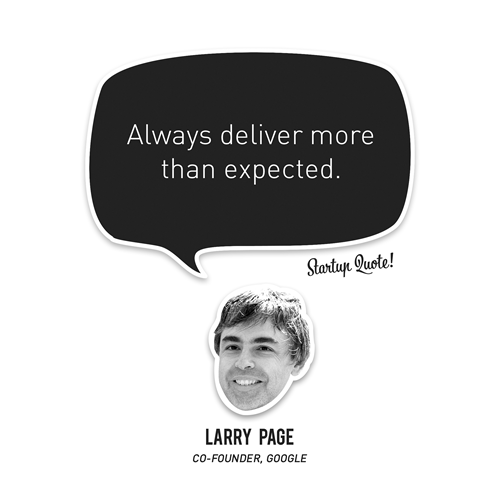 Always deliver more
than expected.
Startup Quote!
LARRY PAGE
CO-FOUNDER, GOOGLE